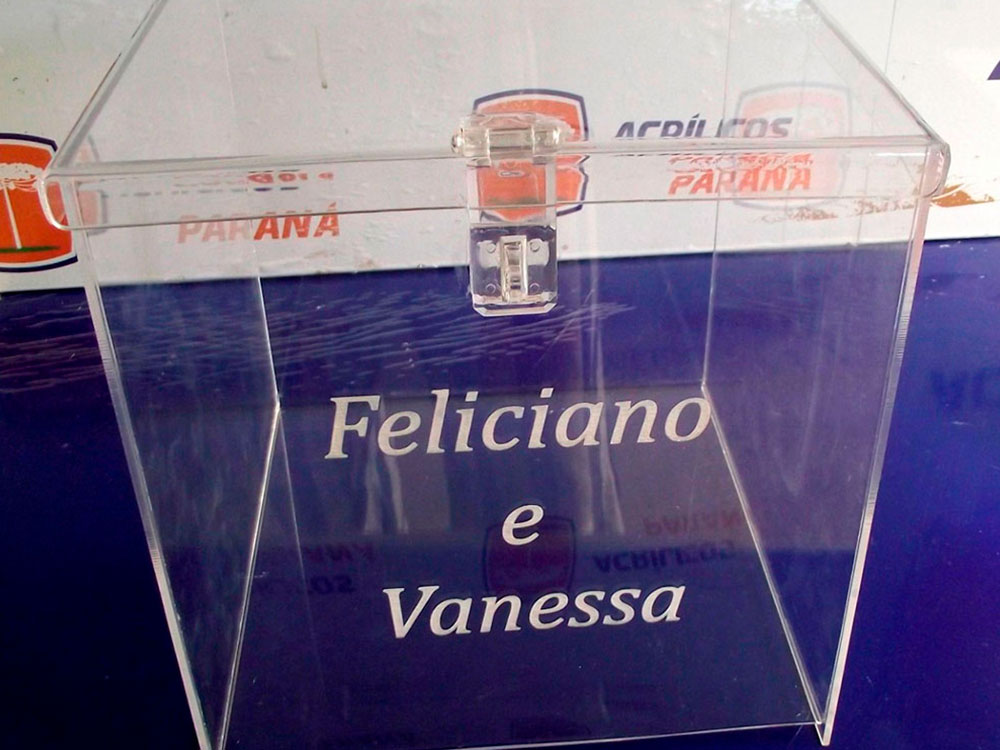 ACRÍLICOS
PARANÁ
PARANÁ
Feliciano
e
Vanessa